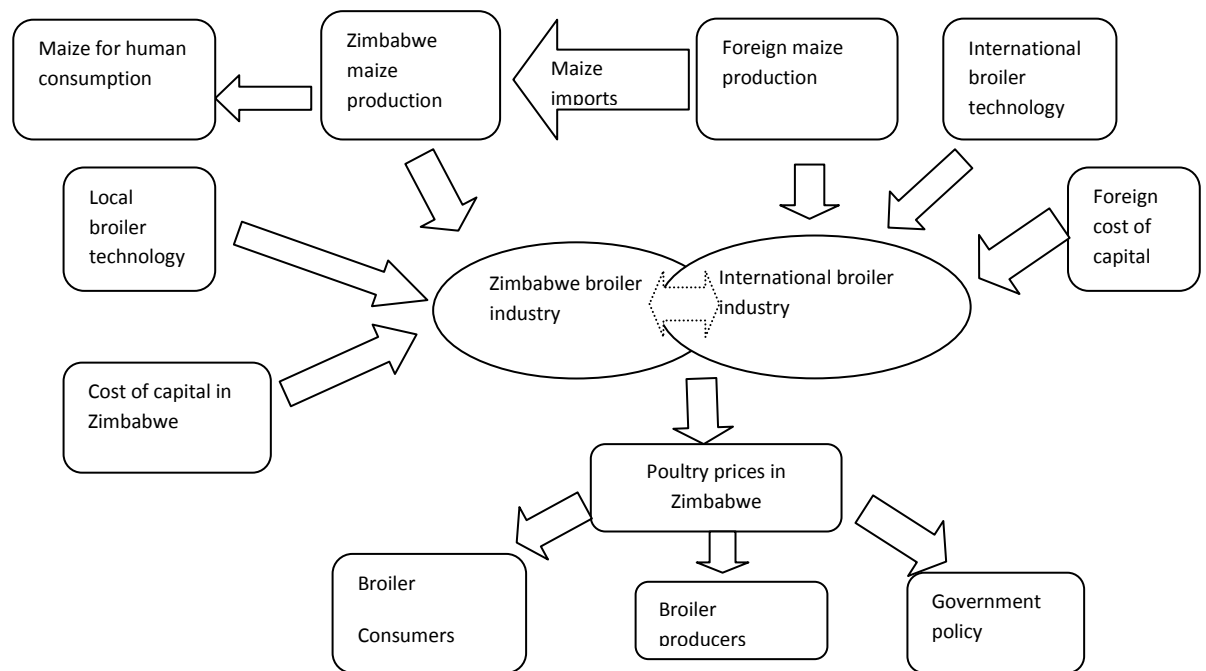 Maize for human
consumption
Zimbabwe
maize
production
Maize
imports
Foreign maize
production
International
broiler
technology
Local
broiler
technology
Foreign
cost of
capital
Zimbabwe broiler
industry
International broiler
industry
Cost of capital in
Zimbabwe
Poultry prices in
Zimbabwe
Broiler
Consumers
Broiler
producers
Government
policy